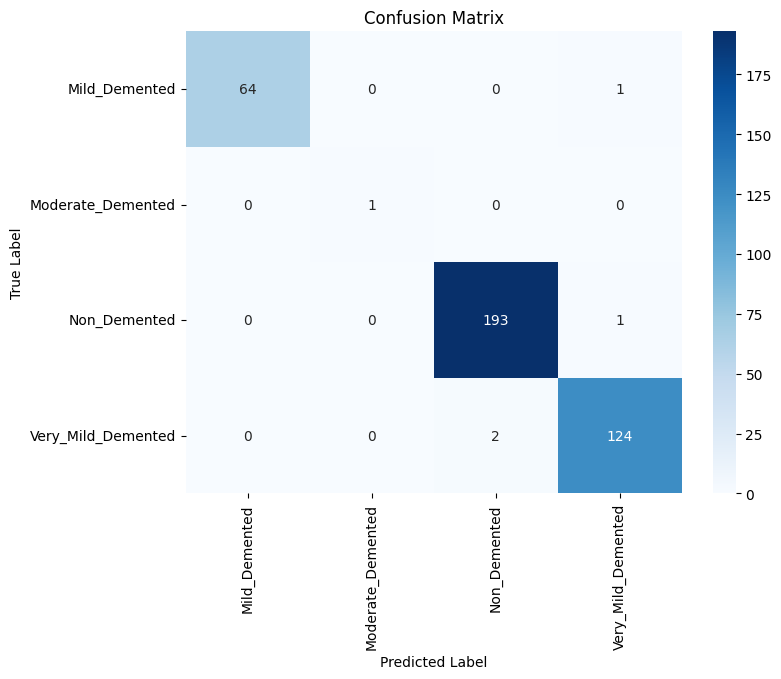 Confusion Matrix
True Label
Mild_Demented 64 0 0 1
Moderate_Demented 0 1 0 0
Non_Demented 0 0 193 1
Very_Mild_Demented 0 0 2 124
Mild_Demented
Moderate_Demented
Non_Demented
Very_Mild_Demented
Predicted Label
175
150
125
100
75
50
25
0